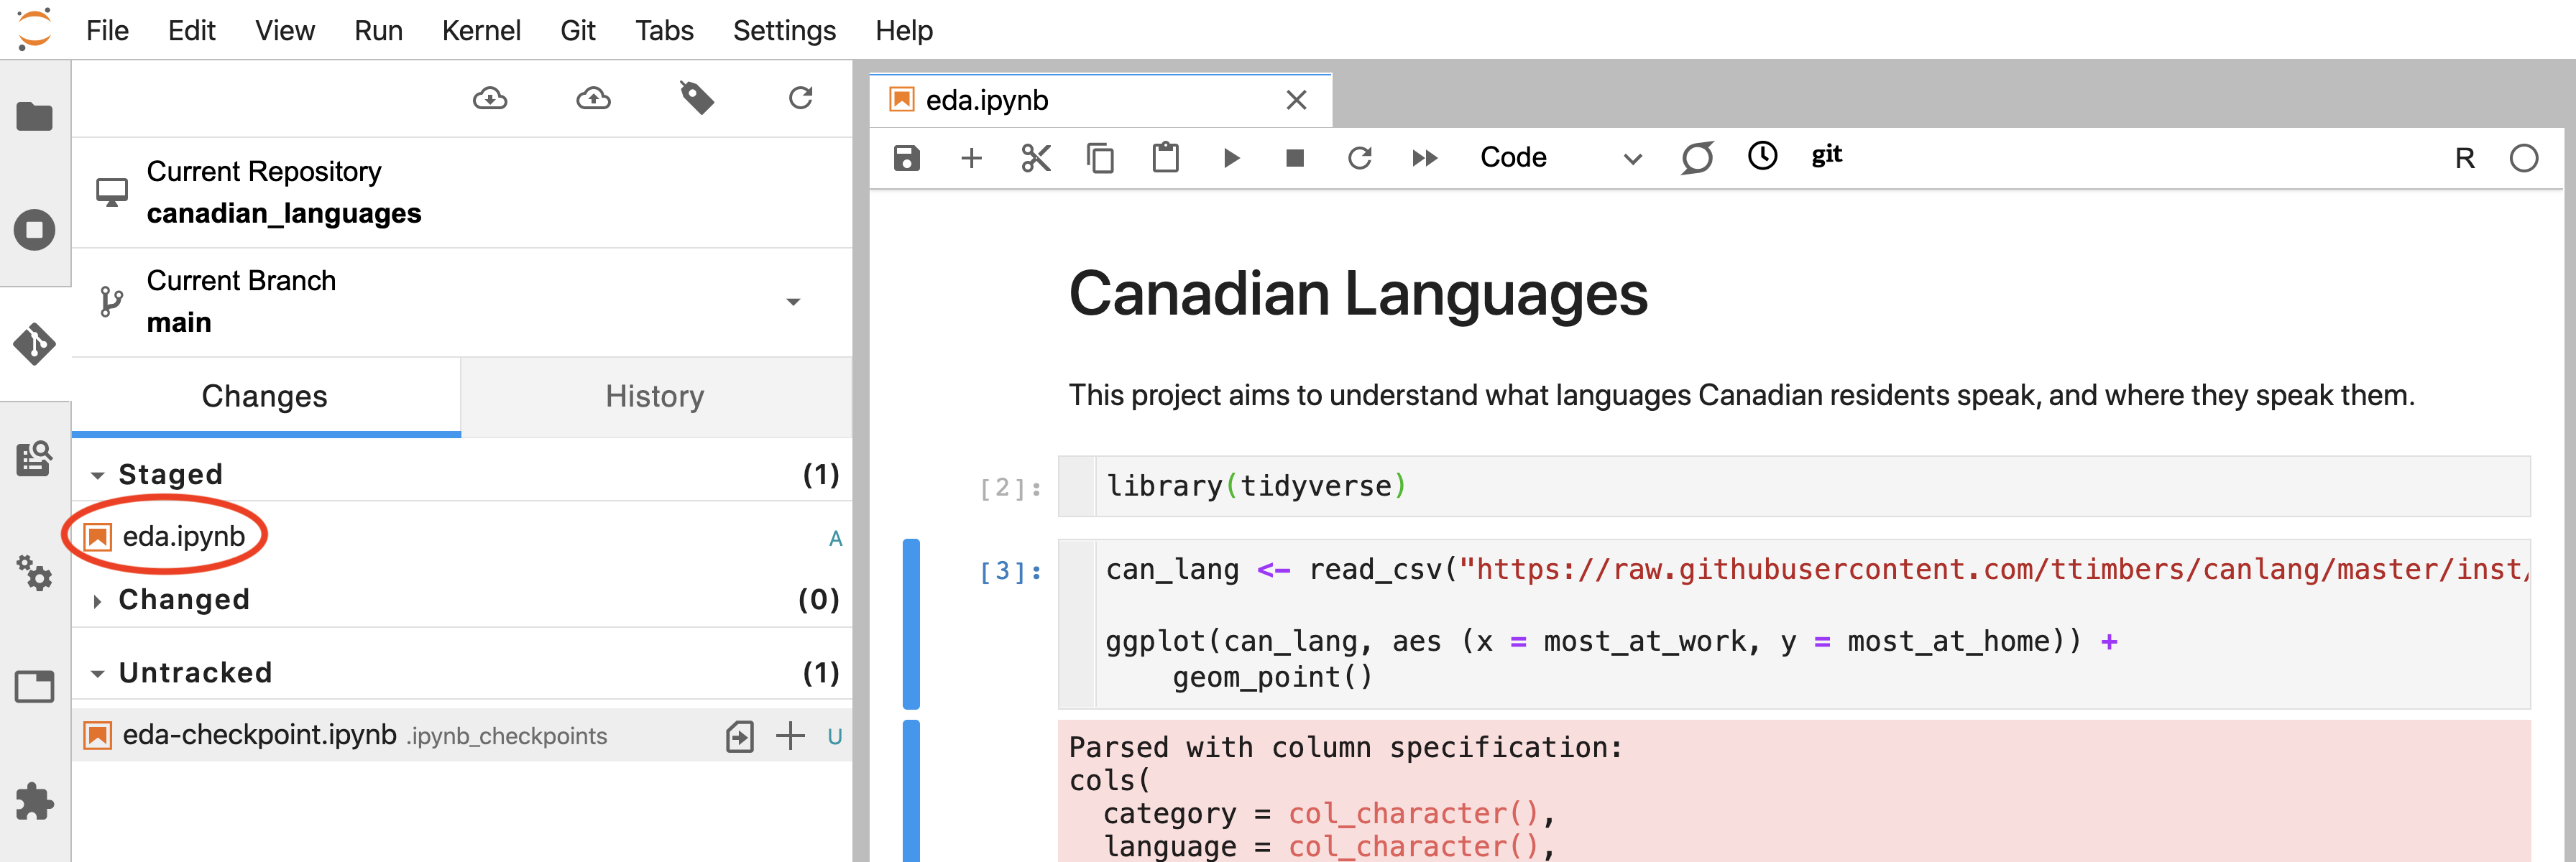 File Edit View Run Kernel Git Tabs Settings Help
Current Repository
canadian_languages
Current Branch
main
Changes History
Staged (1)
eda.ipynb A
Changed (0)
Untracked (1)
eda-checkpoint.ipynb .ipynb_checkpoints U
eda.ipynb
Code git R
Canadian Languages
This project aims to understand what languages Canadian residents speak, and where they speak them.
[2]: library(tidyverse)
[3]: can_lang <- read_csv("https://raw.githubusercontent.com/ttimbers/canlang/master/inst/
ggplot(can_lang, aes (x = most_at_work, y = most_at_home)) +
geom_point()
Parsed with column specification:
cols(
category = col_character(),
language = col_character(),